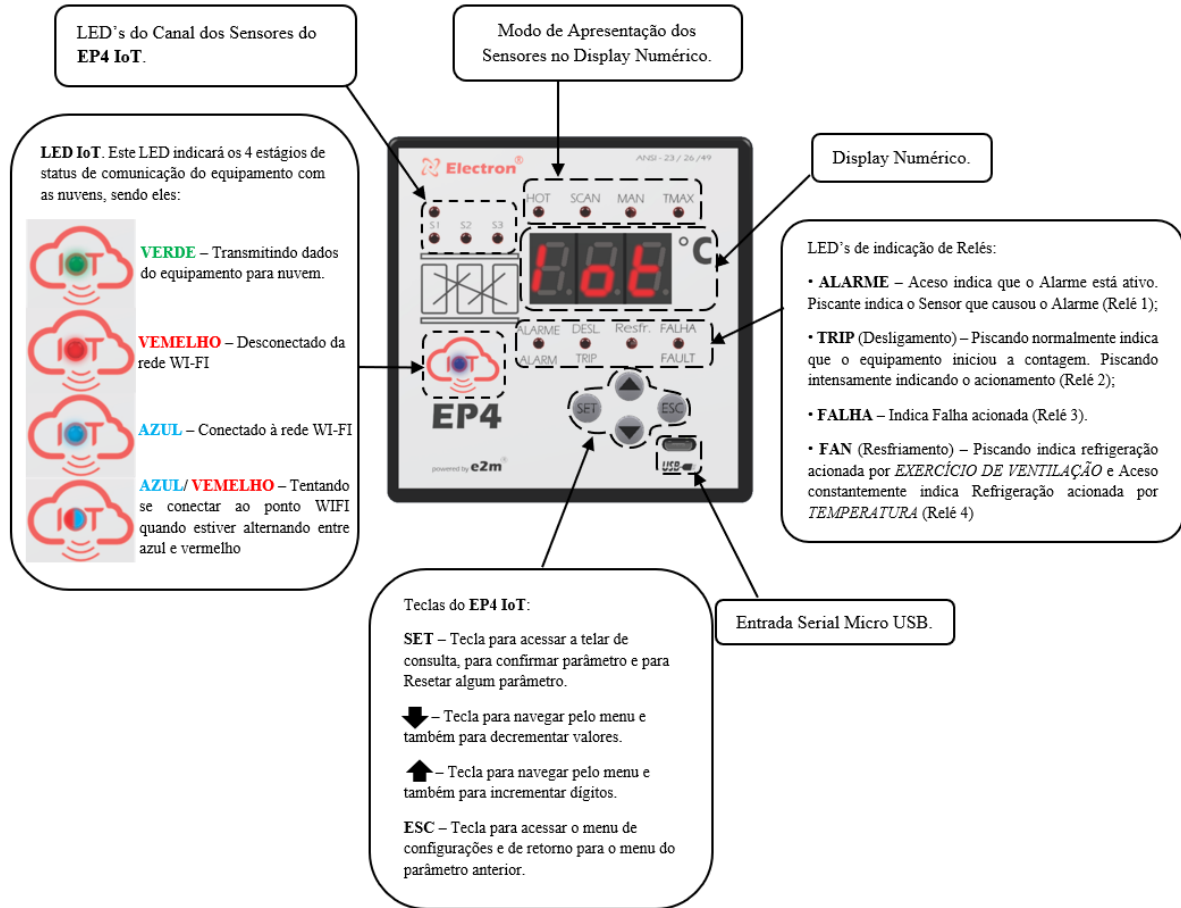 LED's do Canal dos Sensores do
EP4 IoT.
Modo de Apresentação dos
Sensores no Display Numérico.
LED IoT. Este LED indicará os 4 estágios de
status de comunicação do equipamento com
as nuvens, sendo eles:
IOT
VERDE – Transmitindo dados
do equipamento para nuvem.
IOT
VEMELHO – Desconectado da
rede WI-FI
IOT
AZUL – Conectado à rede WI-FI
IOT
AZUL/ VEMELHO – Tentando
se conectar ao ponto WIFI
quando estiver alternando entre
azul e vermelho
Electron®
ANSI - 23 / 26 /49
HOT SCAN MAN TMAX
S1 S2 S3
Iot
°C
ALARME DESL. Resfr. FALHA
ALARM TRIP FAULT
IOT
EP4
SET
ESC
USB
powered by e2m®
Display Numérico.
LED's de indicação de Relés:
• ALARME – Aceso indica que o Alarme está ativo.
Piscante indica o Sensor que causou o Alarme (Relé 1);
• TRIP (Desligamento) – Piscando normalmente indica
que o equipamento iniciou a contagem. Piscando
intensamente indicando o acionamento (Relé 2);
• FALHA – Indica Falha acionada (Relé 3).
• FAN (Resfriamento) – Piscando indica refrigeração
acionada por EXERCÍCIO DE VENTILAÇÃO e Aceso
constantemente indica Refrigeração acionada por
TEMPERATURA (Relé 4)
Teclas do EP4 IoT:
SET – Tecla para acessar a telar de
consulta, para confirmar parâmetro e para
Resetar algum parâmetro.
– Tecla para navegar pelo menu e
também para decrementar valores.
– Tecla para navegar pelo menu e
também para incrementar dígitos.
ESC – Tecla para acessar o menu de
configurações e de retorno para o menu do
parâmetro anterior.
Entrada Serial Micro USB.